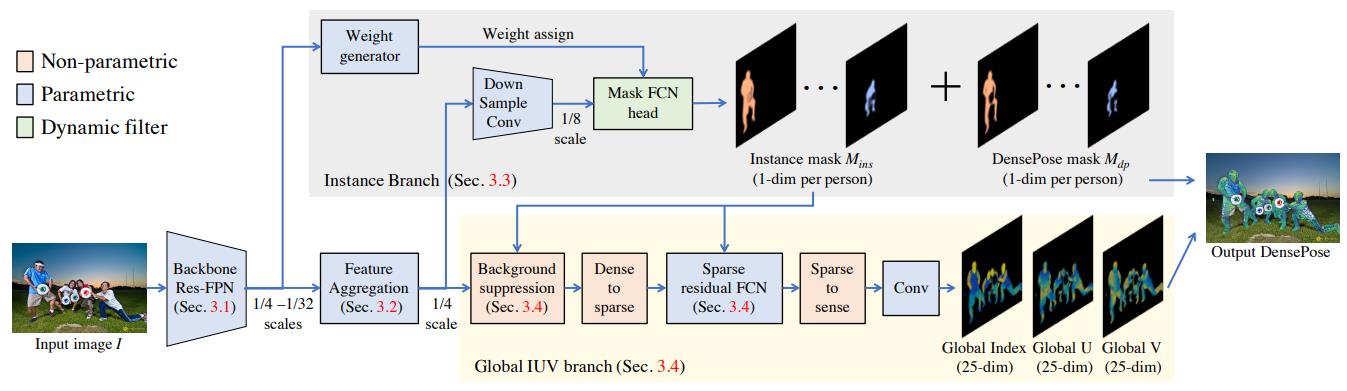 Non-parametric
Parametric
Dynamic filter
Weight
generator
Weight assign
Down
Sample
Conv
1/8
scale
Mask FCN
head
Instance mask Mins
(1-dim per person)
DensePose mask Mdp
(1-dim per person)
Instance Branch (Sec. 3.3)
Input image I
Backbone
Res-FPN
(Sec. 3.1)
1/4 –1/32
scales
Feature
Aggregation
(Sec. 3.2)
1/4
scale
Background
suppression
(Sec. 3.4)
Dense
to
sparse
Sparse
residual FCN
(Sec. 3.4)
Sparse
to
sense
Conv
Global Index
(25-dim)
Global U
(25-dim)
Global V
(25-dim)
Global IUV branch (Sec. 3.4)
Output DensePose